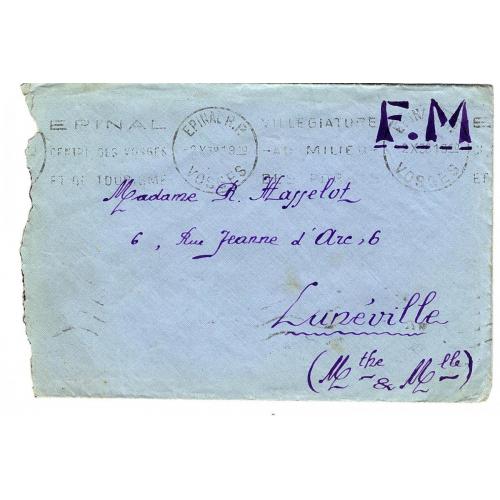 F.M
EPINAL
CENTRE DES VOSGES
ET DE TOURISME
EPINAL R.P.
VOSGES
VILLEGIATURE
AU MILIEU
VOSGES
Madame R. Hasselot
6, Rue Jeanne d'Arc, 6
Lunéville
(Mthe & Mlle)